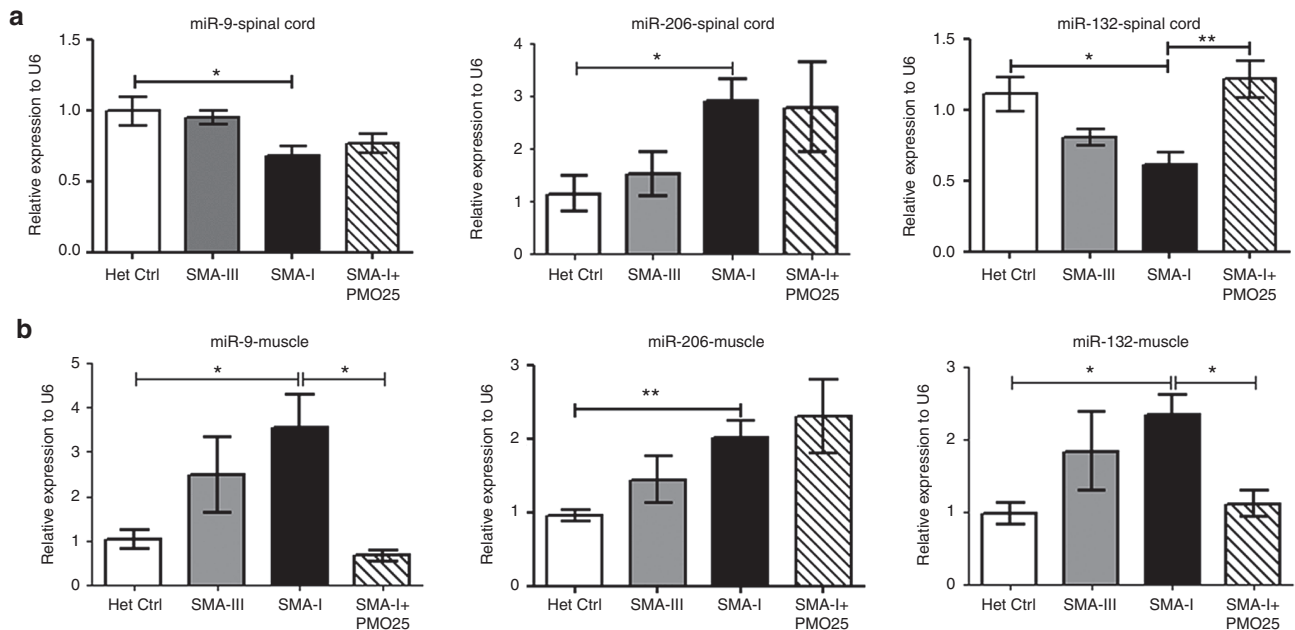 a
miR-9-spinal cord
Relative expression to U6
1.5
1.0
0.5
0.0
*
Het Ctrl
SMA-III
SMA-I
SMA-I+
PMO25
miR-206-spinal cord
Relative expression to U6
4
3
2
1
0
*
Het Ctrl
SMA-III
SMA-I
SMA-I+
PMO25
miR-132-spinal cord
Relative expression to U6
1.5
1.0
0.5
0.0
*
**
Het Ctrl
SMA-III
SMA-I
SMA-I+
PMO25
b
miR-9-muscle
Relative expression to U6
5
4
3
2
1
0
*
*
Het Ctrl
SMA-III
SMA-I
SMA-I+
PMO25
miR-206-muscle
Relative expression to U6
3
2
1
0
**
Het Ctrl
SMA-III
SMA-I
SMA-I+
PMO25
miR-132-muscle
Relative expression to U6
3
2
1
0
*
*
Het Ctrl
SMA-III
SMA-I
SMA-I+
PMO25